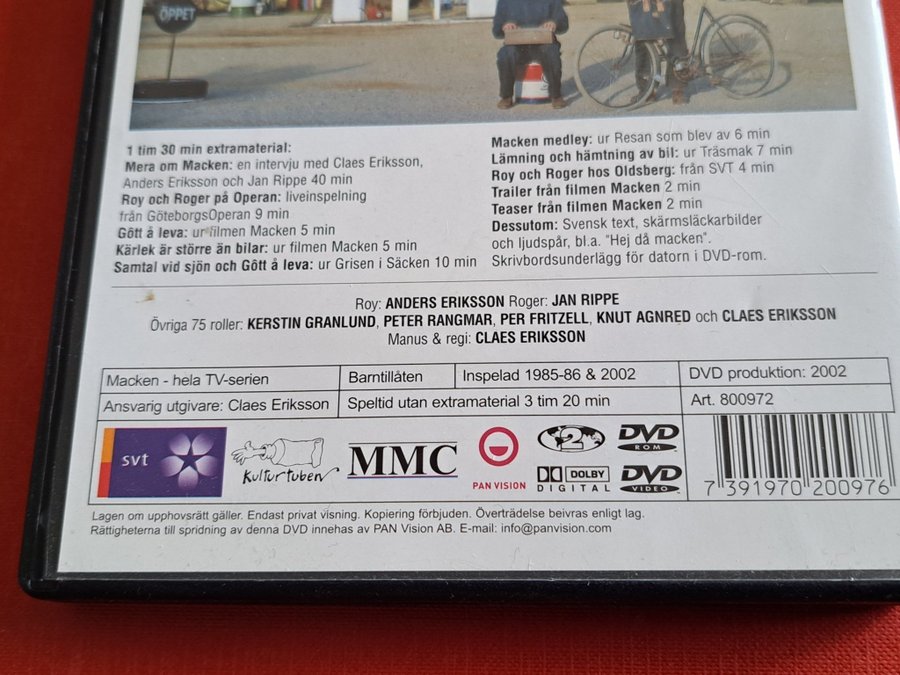 ÖPPET
1 tim 30 min extramaterial:
Mera om Macken: en intervju med Claes Eriksson,
Anders Eriksson och Jan Rippe 40 min
Roy och Roger på Operan: liveinspelning
från GöteborgsOperan 9 min
Gött å leva: ur filmen Macken 5 min
Kärlek är större än bilar: ur filmen Macken 5 min
Samtal vid sjön och Gött å leva: ur Grisen i Säcken 10 min
Macken medley: ur Resan som blev av 6 min
Lämning och hämtning av bil: ur Träsmak 7 min
Roy och Roger hos Oldsberg: från SVT 4 min
Trailer från filmen Macken 2 min
Teaser från filmen Macken 2 min
Dessutom: Svensk text, skärmsläckarbilder
och ljudspår, bl.a. "Hej då macken".
Skrivbordsunderlägg för datorn i DVD-rom.
Roy: ANDERS ERIKSSON Roger: JAN RIPPE
Övriga 75 roller: KERSTIN GRANLUND, PETER RANGMAR, PER FRITZELL, KNUT AGNRED och CLAES ERIKSSON
Manus & regi: CLAES ERIKSSON
Macken - hela TV-serien
Barntillåten
Inspelad 1985-86 & 2002
DVD produktion: 2002
Ansvarig utgivare: Claes Eriksson
Speltid utan extramaterial 3 tim 20 min
Art. 800972
svt
Kulturtuben
MMC
PAN VISION
2
DVD
ROM
DOLBY
DIGITAL
DVD
VIDEO
7 391970 200976
Lagen om upphovsrätt gäller. Endast privat visning. Kopiering förbjuden. Överträdelse beivras enligt lag.
Rättigheterna till spridning av denna DVD innehas av PAN Vision AB. E-mail: info@panvision.com